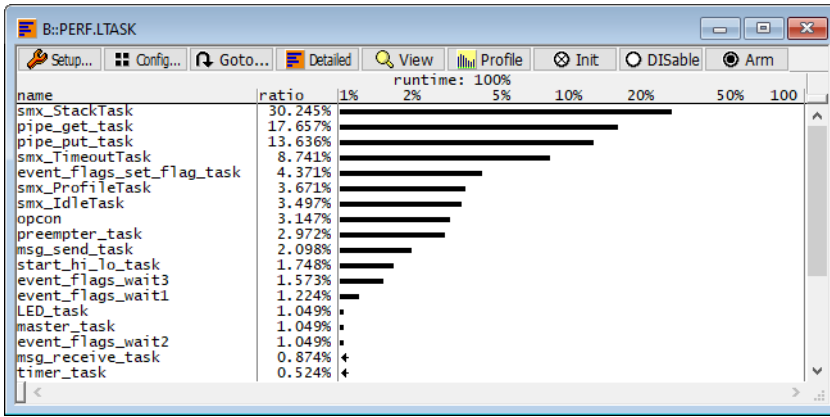 B::PERF.LTASK
Setup... Config... Goto... Detailed View Profile Init DISable Arm
runtime: 100%
name ratio 1% 2% 5% 10% 20% 50% 100
smx_StackTask 30.245%
pipe_get_task 17.657%
pipe_put_task 13.636%
smx_TimeoutTask 8.741%
event_flags_set_flag_task 4.371%
smx_ProfileTask 3.671%
smx_IdleTask 3.497%
opcon 3.147%
preempter_task 2.972%
msg_send_task 2.098%
start_hi_lo_task 1.748%
event_flags_wait3 1.573%
event_flags_wait1 1.224%
LED_task 1.049%
master_task 1.049%
event_flags_wait2 1.049%
msg_receive_task 0.874%
timer_task 0.524%